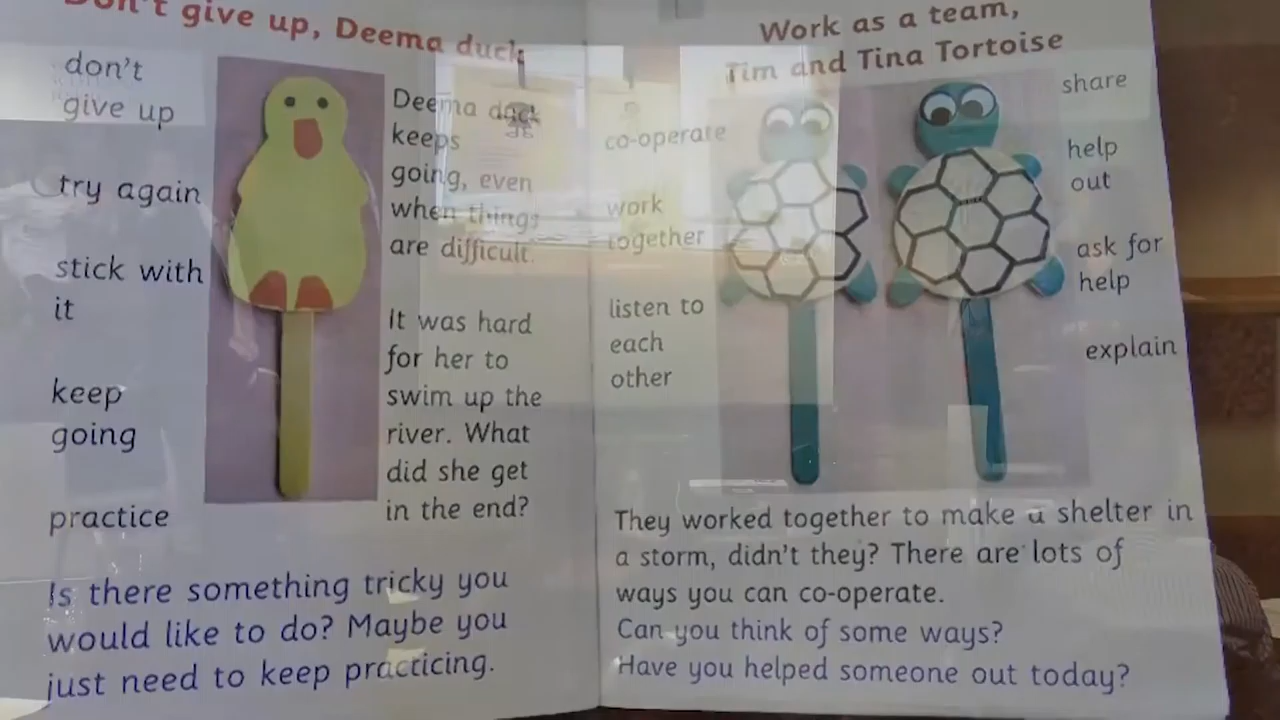 Don't give up, Deema duck
don't
give up
try again
stick with
it
keep
going
practice
Deema duck
keeps
going, even
when things
are difficult.
It was hard
for her to
swim up the
river. What
did she get
in the end?
Is there something tricky you
would like to do? Maybe you
just need to keep practicing.
Work as a team,
Tim and Tina Tortoise
co-operate
work
together
listen to
each
other
share
help
out
ask for
help
explain
They worked together to make a shelter in
a storm, didn't they? There are lots of
ways you can co-operate.
Can you think of some ways?
Have you helped someone out today?